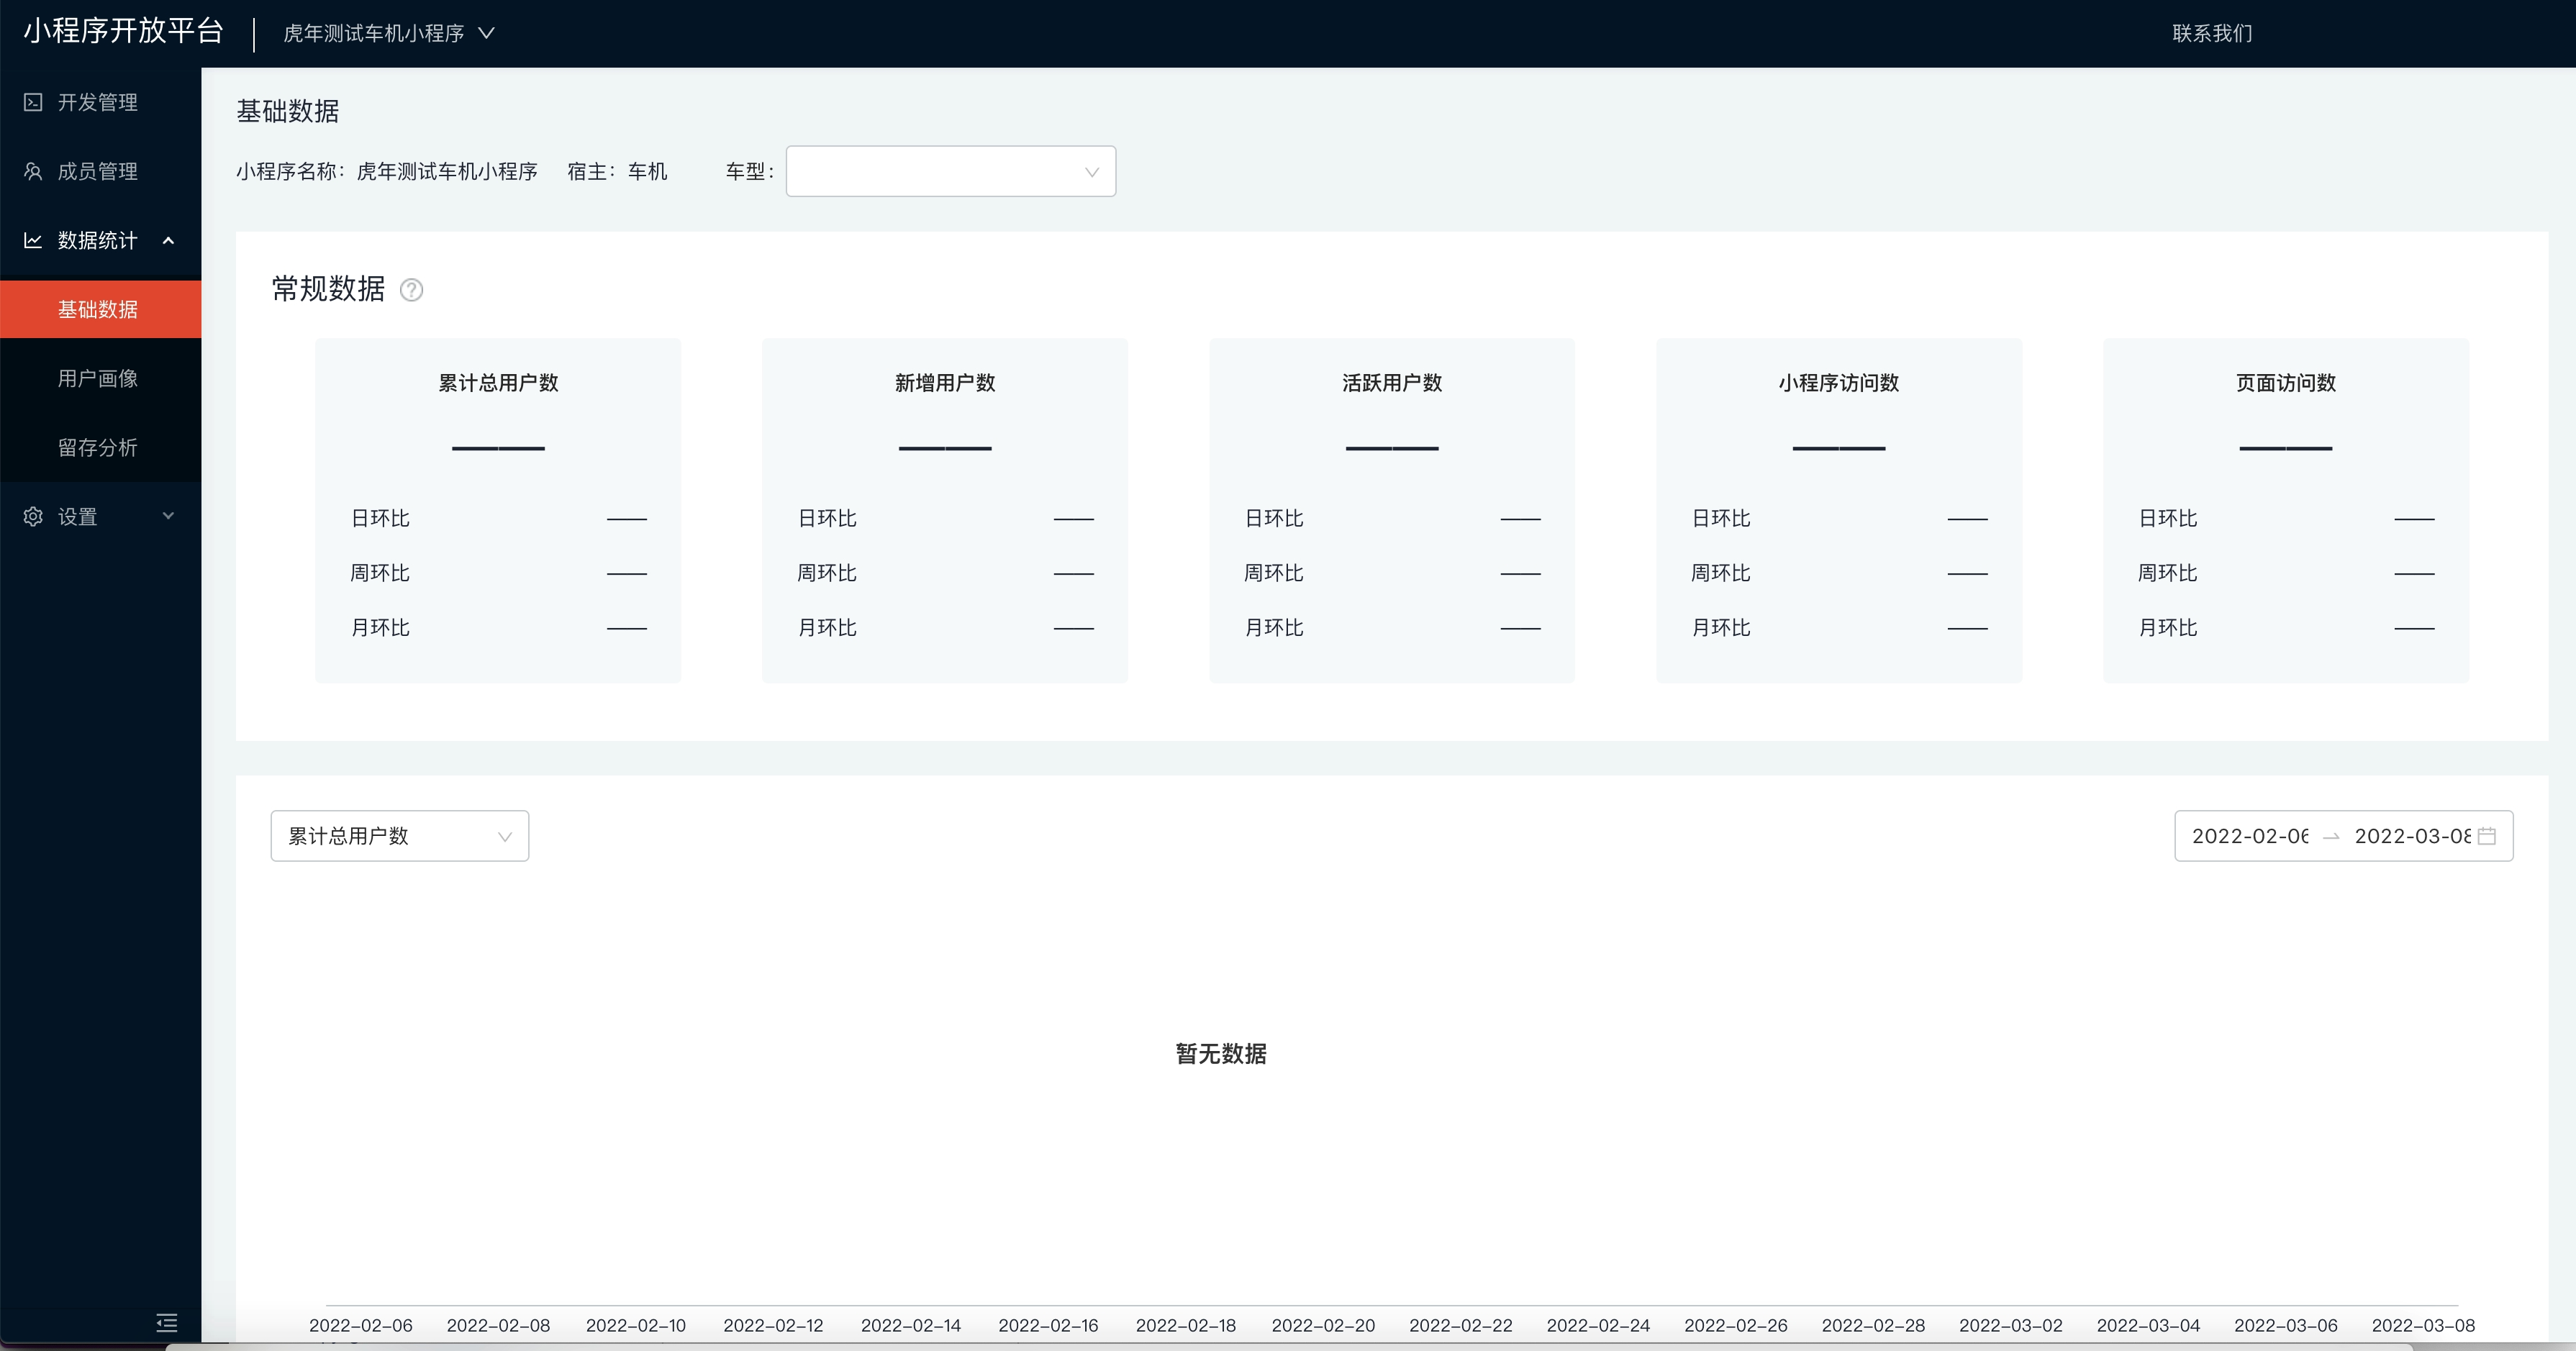 小程序开放平台
虎年测试车机小程序
联系我们
开发管理
成员管理
数据统计
基础数据
用户画像
留存分析
设置
基础数据
小程序名称：虎年测试车机小程序 宿主：车机 车型：
常规数据
累计总用户数
——
日环比 ——
周环比 ——
月环比 ——
新增用户数
——
日环比 ——
周环比 ——
月环比 ——
活跃用户数
——
日环比 ——
周环比 ——
月环比 ——
小程序访问数
——
日环比 ——
周环比 ——
月环比 ——
页面访问数
——
日环比 ——
周环比 ——
月环比 ——
累计总用户数
2022-02-06 → 2022-03-08
暂无数据
2022-02-06 2022-02-08 2022-02-10 2022-02-12 2022-02-14 2022-02-16 2022-02-18 2022-02-20 2022-02-22 2022-02-24 2022-02-26 2022-02-28 2022-03-02 2022-03-04 2022-03-06 2022-03-08